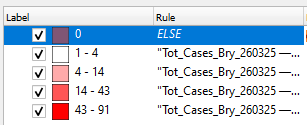 Label Rule
0 ELSE
1 - 4 "Tot_Cases_Bry_260325 —...
4 - 14 "Tot_Cases_Bry_260325 —...
14 - 43 "Tot_Cases_Bry_260325 —...
43 - 91 "Tot_Cases_Bry_260325 —...